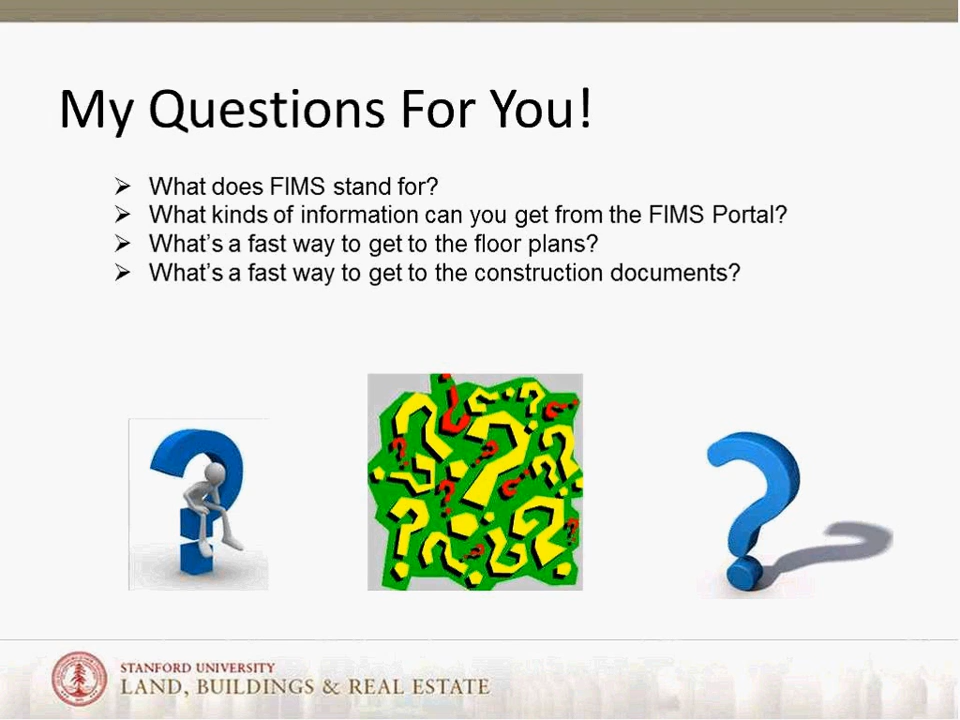 My Questions For You!
➢ What does FIMS stand for?
➢ What kinds of information can you get from the FIMS Portal?
➢ What's a fast way to get to the floor plans?
➢ What's a fast way to get to the construction documents?
STANFORD UNIVERSITY
LAND, BUILDINGS & REAL ESTATE